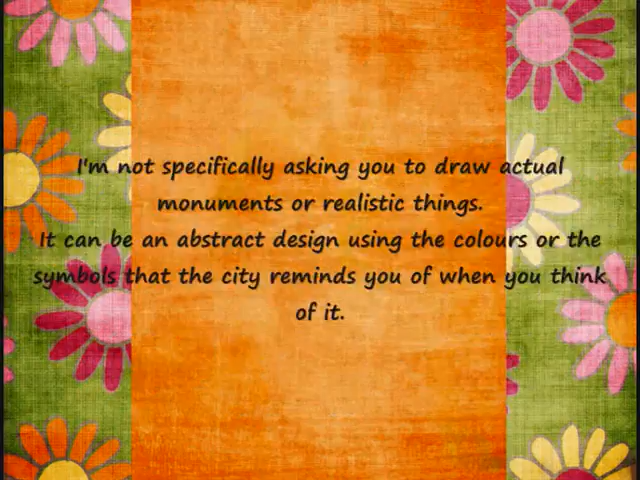 I'm not specifically asking you to draw actual
monuments or realistic things.
It can be an abstract design using the colours or the
symbols that the city reminds you of when you think
of it.